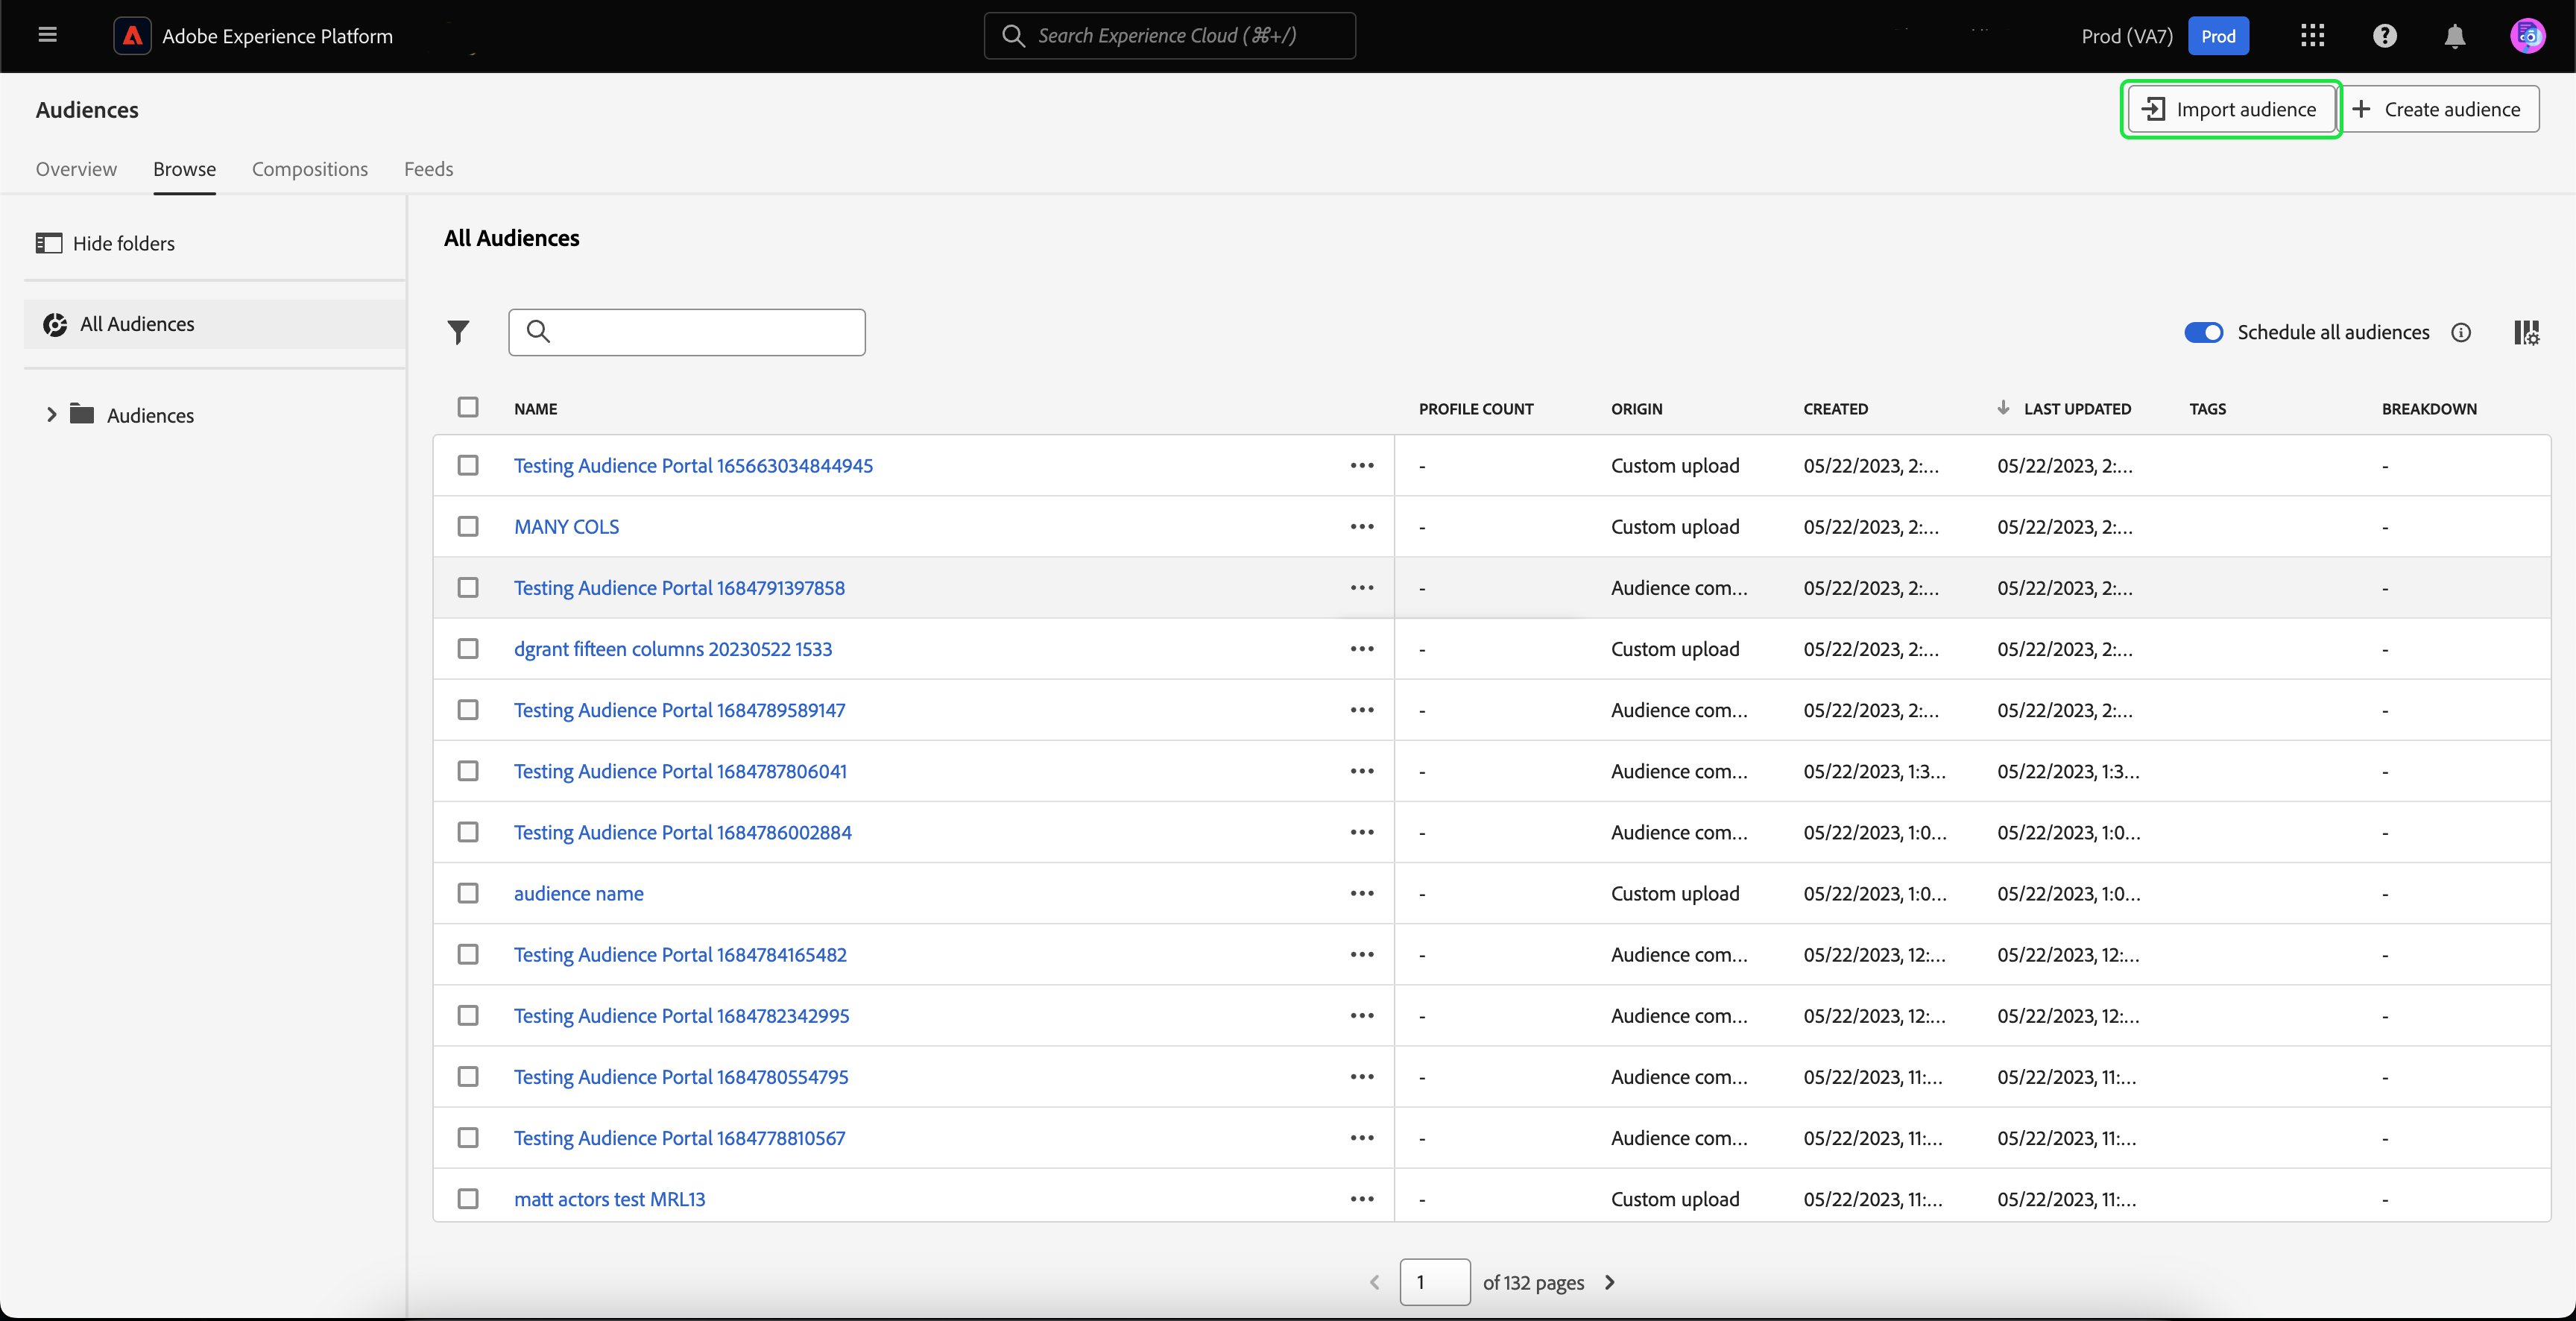 Adobe Experience Platform
Search Experience Cloud (⌘+/)
Prod (VA7)
Prod
Audiences
Import audience
Create audience
Overview
Browse
Compositions
Feeds
Hide folders
All Audiences
Audiences
All Audiences
Schedule all audiences
NAME PROFILE COUNT ORIGIN CREATED LAST UPDATED TAGS BREAKDOWN
Testing Audience Portal 165663034844945 - Custom upload 05/22/2023, 2:... 05/22/2023, 2:... -
MANY COLS - Custom upload 05/22/2023, 2:... 05/22/2023, 2:... -
Testing Audience Portal 1684791397858 - Audience com... 05/22/2023, 2:... 05/22/2023, 2:... -
dgrant fifteen columns 20230522 1533 - Custom upload 05/22/2023, 2:... 05/22/2023, 2:... -
Testing Audience Portal 1684789589147 - Audience com... 05/22/2023, 2:... 05/22/2023, 2:... -
Testing Audience Portal 1684787806041 - Audience com... 05/22/2023, 1:3... 05/22/2023, 1:3... -
Testing Audience Portal 1684786002884 - Audience com... 05/22/2023, 1:0... 05/22/2023, 1:0... -
audience name - Custom upload 05/22/2023, 1:0... 05/22/2023, 1:0... -
Testing Audience Portal 1684784165482 - Audience com... 05/22/2023, 12:... 05/22/2023, 12:... -
Testing Audience Portal 1684782342995 - Audience com... 05/22/2023, 12:... 05/22/2023, 12:... -
Testing Audience Portal 1684780554795 - Audience com... 05/22/2023, 11:... 05/22/2023, 11:... -
Testing Audience Portal 1684778810567 - Audience com... 05/22/2023, 11:... 05/22/2023, 11:... -
matt actors test MRL13 - Custom upload 05/22/2023, 11:... 05/22/2023, 11:... -
1 of 132 pages